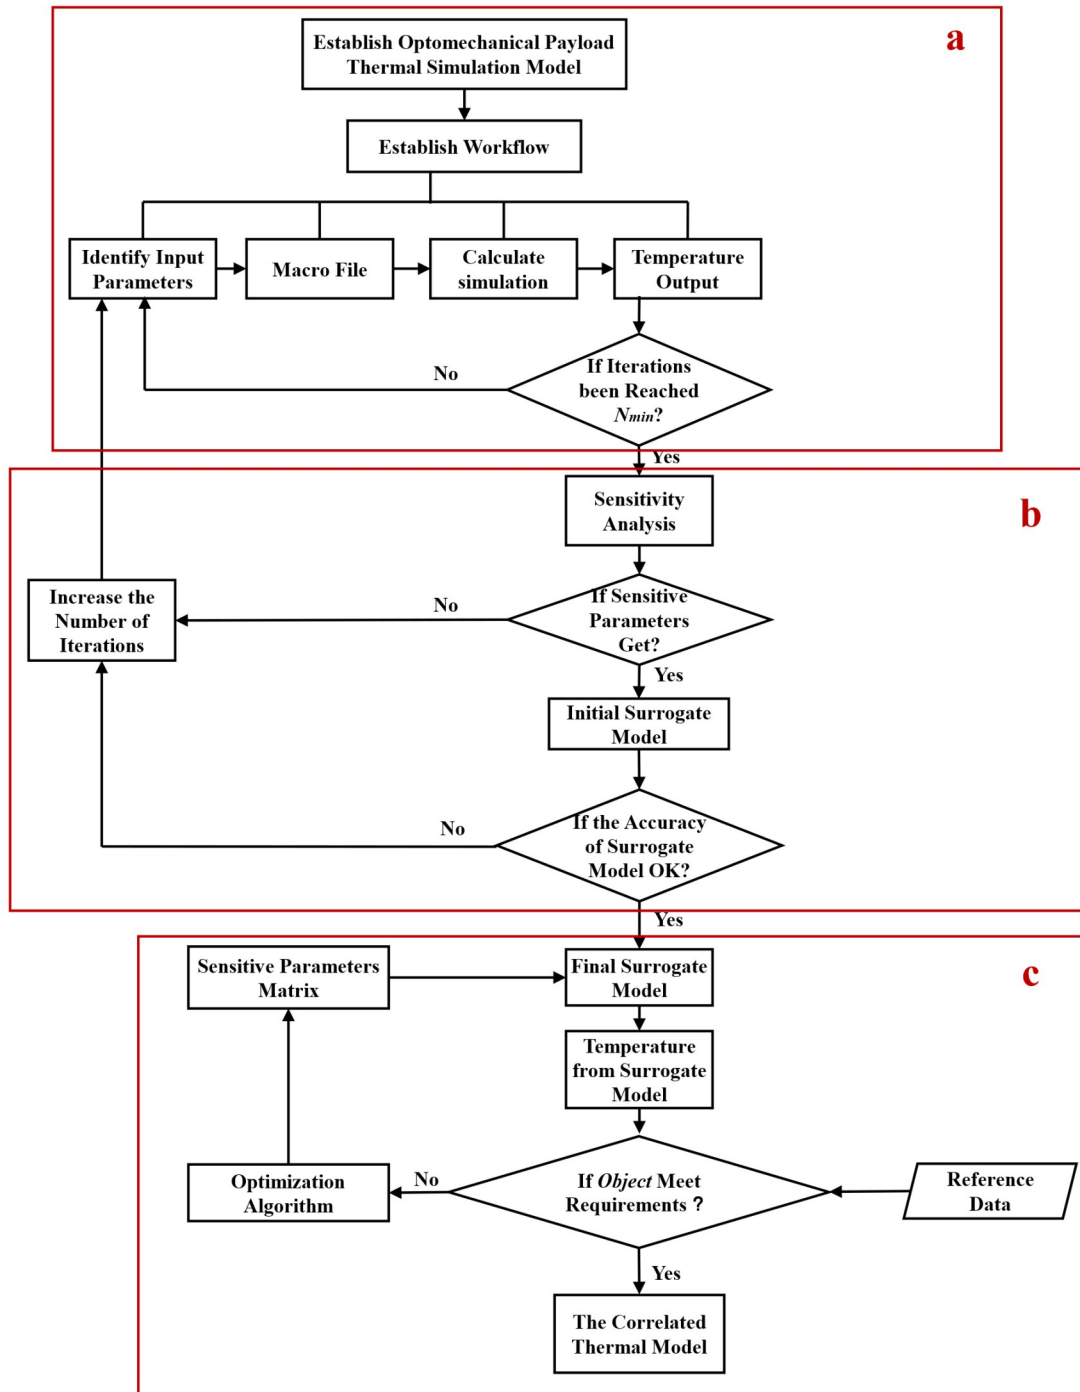 a
Establish Optomechanical Payload
Thermal Simulation Model
Establish Workflow
Identify Input
Parameters
Macro File
Calculate
simulation
Temperature
Output
If Iterations
been Reached
Nmin?
No
Yes
b
Sensitivity
Analysis
If Sensitive
Parameters
Get?
No
Increase the
Number of
Iterations
Yes
Initial Surrogate
Model
If the Accuracy
of Surrogate
Model OK?
No
Yes
c
Sensitive Parameters
Matrix
Final Surrogate
Model
Temperature
from Surrogate
Model
If Object Meet
Requirements ?
No
Optimization
Algorithm
Reference
Data
Yes
The Correlated
Thermal Model